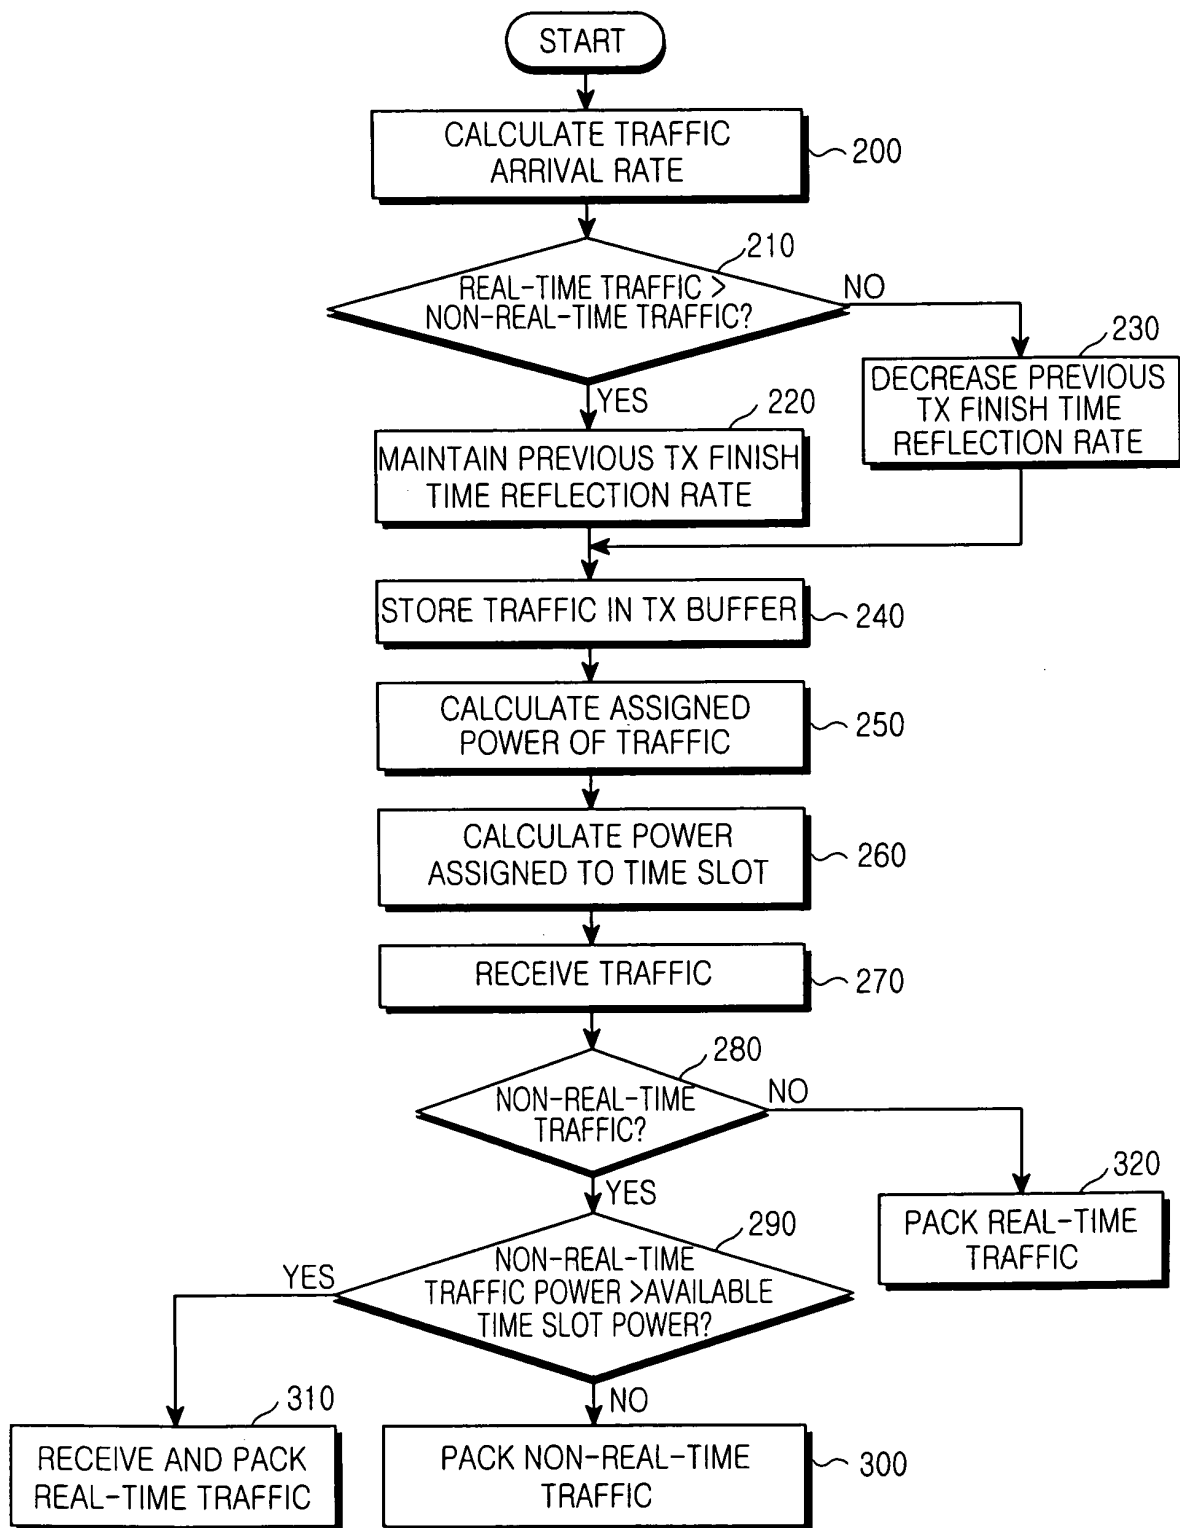 START
CALCULATE TRAFFIC
ARRIVAL RATE
200
210
REAL-TIME TRAFFIC >
NON-REAL-TIME TRAFFIC?
NO
230
DECREASE PREVIOUS
TX FINISH TIME
REFLECTION RATE
YES
220
MAINTAIN PREVIOUS TX FINISH
TIME REFLECTION RATE
STORE TRAFFIC IN TX BUFFER
240
CALCULATE ASSIGNED
POWER OF TRAFFIC
250
CALCULATE POWER
ASSIGNED TO TIME SLOT
260
RECEIVE TRAFFIC
270
280
NON-REAL-TIME
TRAFFIC?
NO
320
PACK REAL-TIME
TRAFFIC
YES
290
NON-REAL-TIME
TRAFFIC POWER >AVAILABLE
TIME SLOT POWER?
YES
310
RECEIVE AND PACK
REAL-TIME TRAFFIC
NO
PACK NON-REAL-TIME
TRAFFIC
300